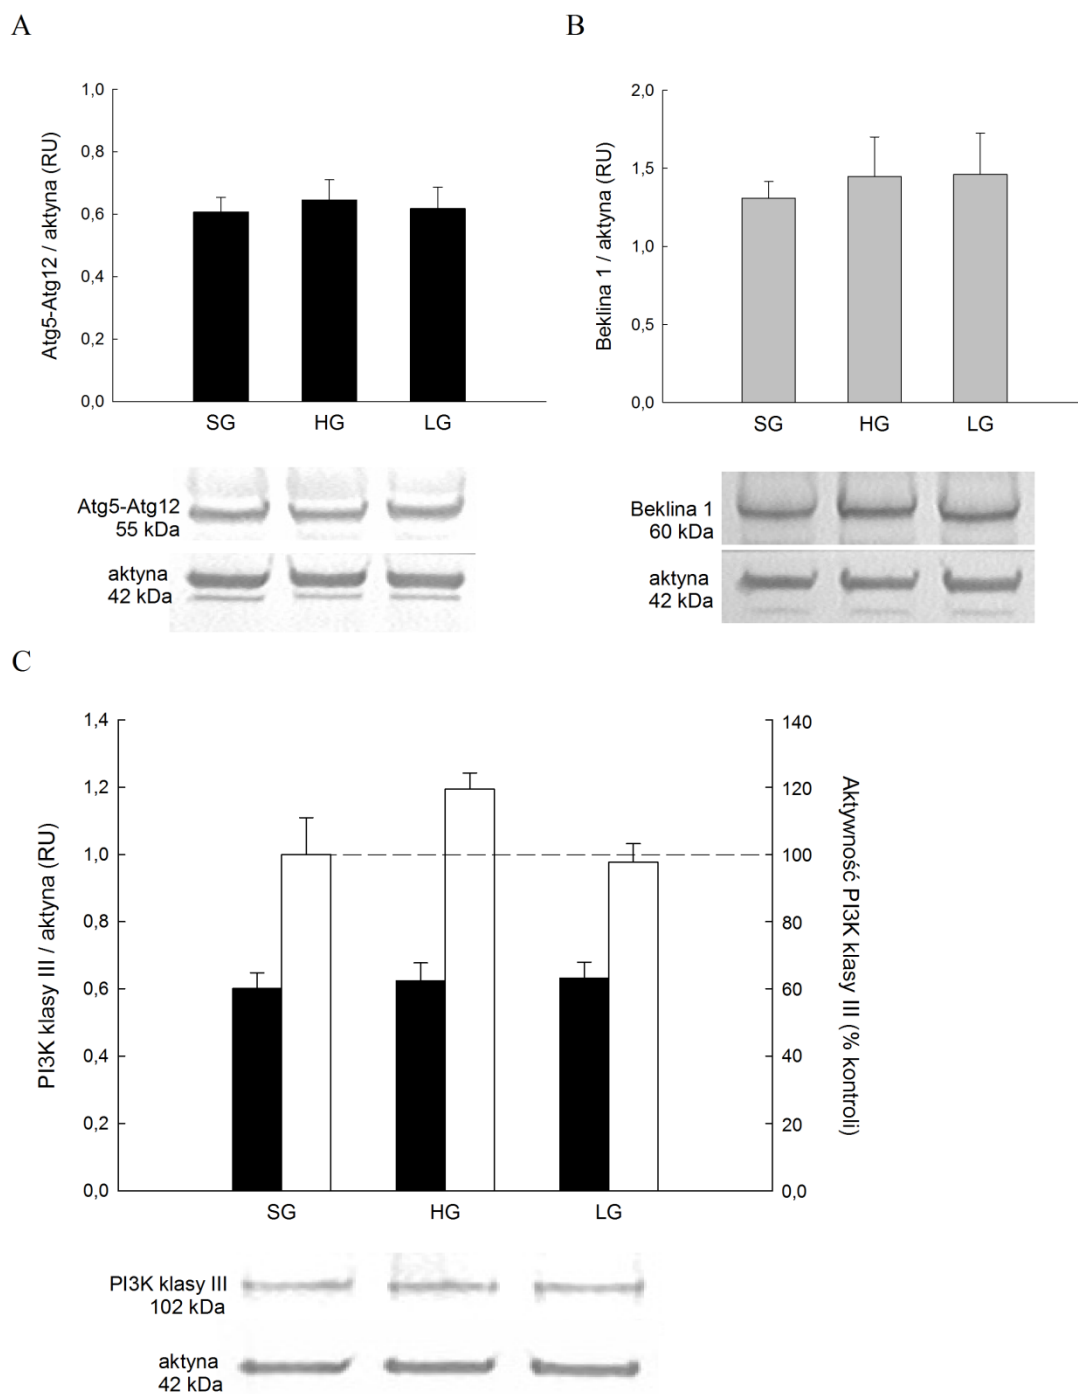 A
1,0
0,8
0,6
0,4
0,2
0,0
Atg5-Atg12 / aktyna (RU)
SG HG LG
Atg5-Atg12
55 kDa
aktyna
42 kDa
B
2,0
1,5
1,0
0,5
0,0
Beklina 1 / aktyna (RU)
SG HG LG
Beklina 1
60 kDa
aktyna
42 kDa
C
1,4
1,2
1,0
0,8
0,6
0,4
0,2
0,0
PI3K klasy III / aktyna (RU)
140
120
100
80
60
40
20
0,0
Aktywność PI3K klasy III (% kontroli)
SG HG LG
PI3K klasy III
102 kDa
aktyna
42 kDa